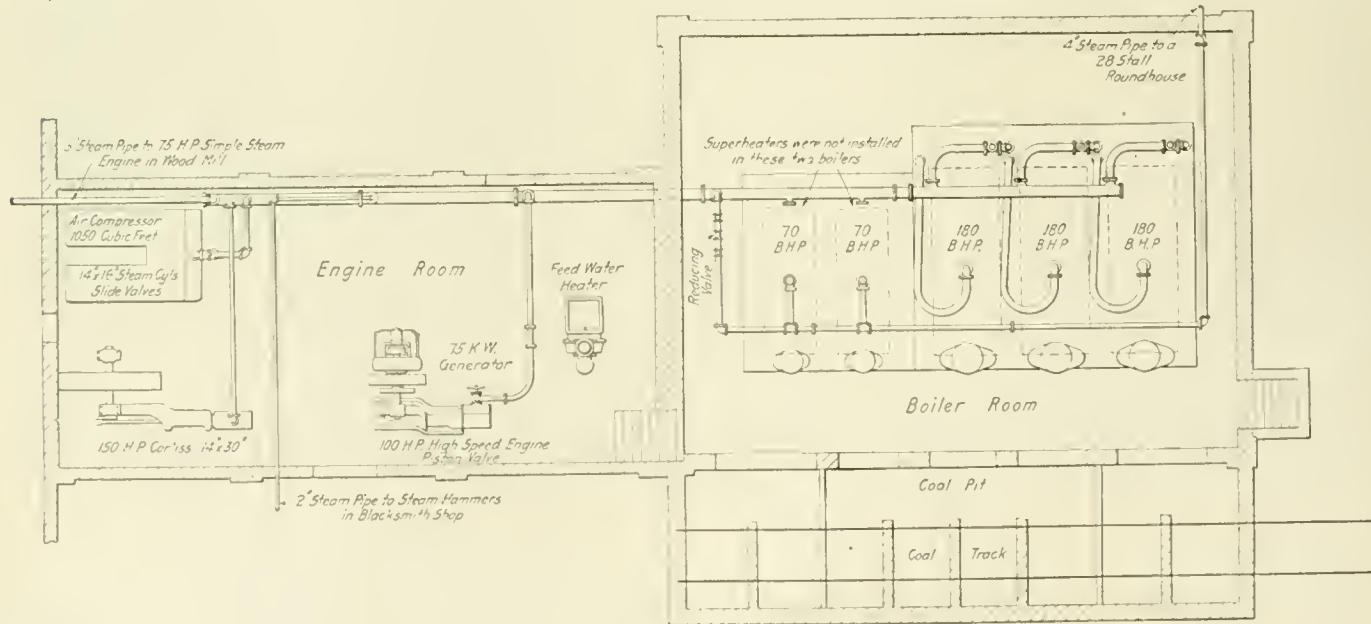 4" Steam Pipe to a
28 Stall
Roundhouse
Steam Pipe to 75 H.P. Simple Steam
Engine in Wood Mill
Superheaters were not installed
in these two boilers
Air Compressor
1050 Cubic Feet
14"x16" Steam Cyls
Slide Valves
Engine Room
Feed Water
Heater
Reducing
Valve
70
B.H.P.
70
B.H.P.
180
B.H.P.
180
B.H.P.
180
B.H.P.
75 K.W.
Generator
Boiler Room
150 H.P. Corliss 14"x30"
100 H.P. High Speed Engine
Piston Valve
2" Steam Pipe to Steam Hammers
in Blacksmith Shop
Coal Pit
Coal Track